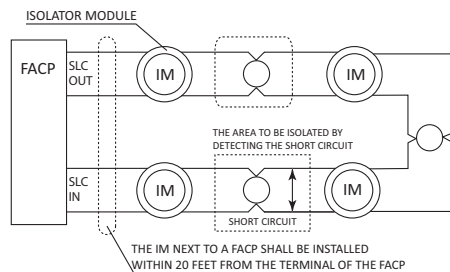 ISOLATOR MODULE
FACP
SLC
OUT
IM
IM
THE AREA TO BE ISOLATED BY
DETECTING THE SHORT CIRCUIT
SLC
IN
IM
IM
SHORT CIRCUIT
THE IM NEXT TO A FACP SHALL BE INSTALLED
WITHIN 20 FEET FROM THE TERMINAL OF THE FACP